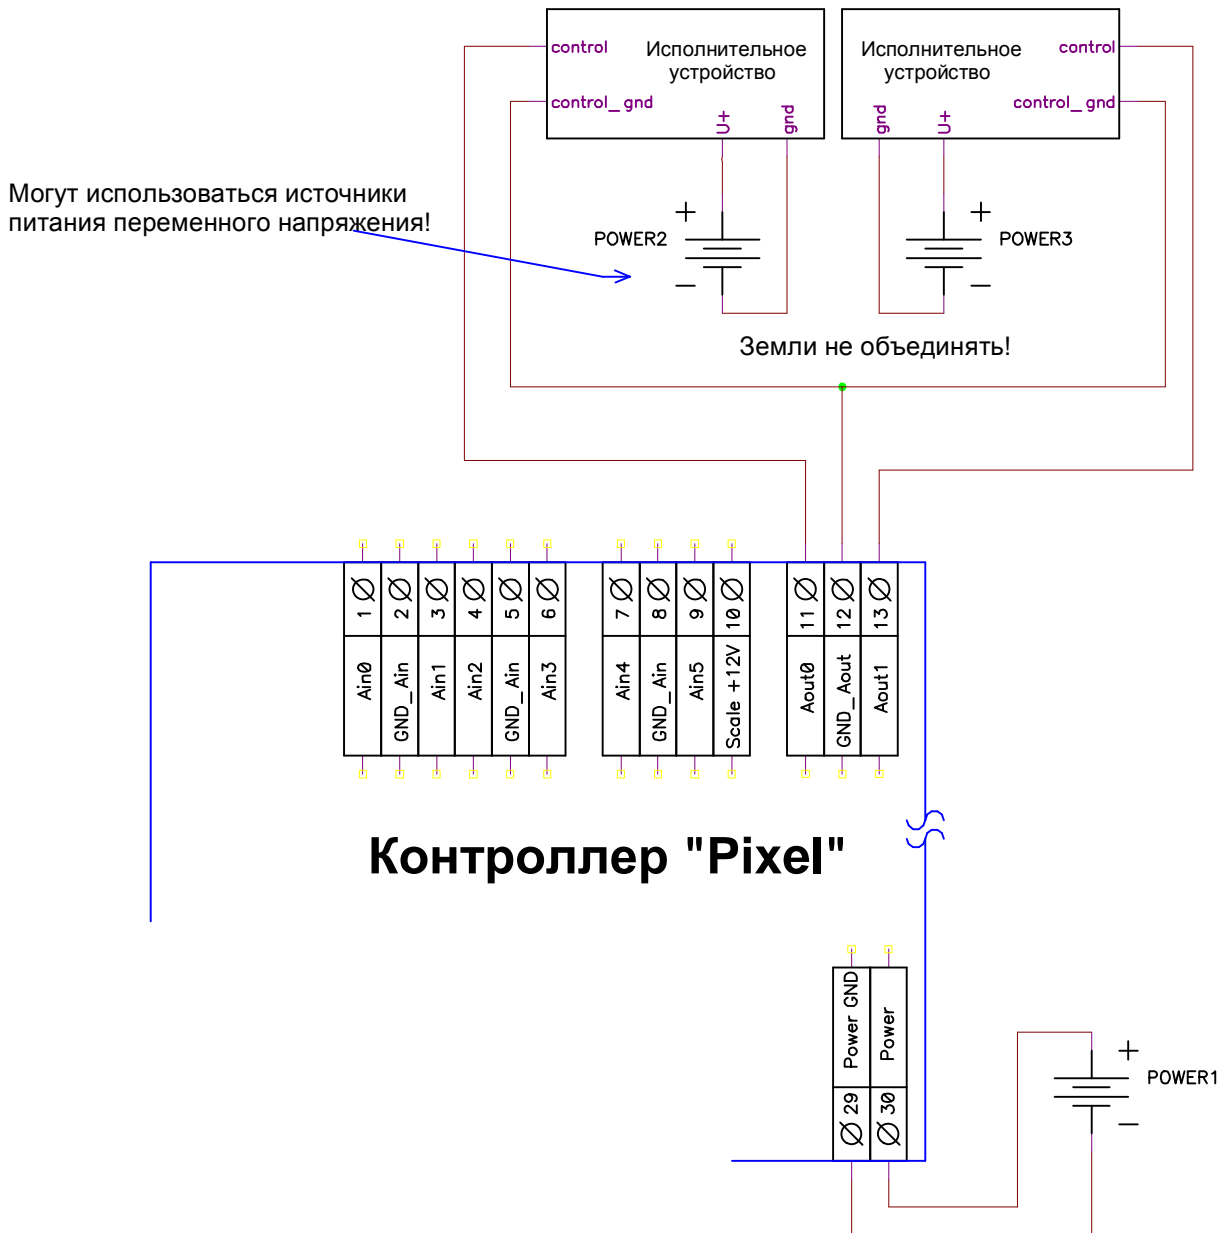 control
Исполнительное
устройство
control_gnd
U+
gnd
Исполнительное
устройство
control
control_gnd
gnd
U+
Могут использоваться источники
питания переменного напряжения!
+
POWER2
−
+
POWER3
−
Земли не объединять!
1
2
3
4
5
6
7
8
9
10
11
12
13
Ain0
GND_Ain
Ain1
Ain2
GND_Ain
Ain3
Ain4
GND_Ain
Ain5
Scale +12V
Aout0
GND_Aout
Aout1
Контроллер "Pixel"
Power GND
Power
29
30
+
POWER1
−